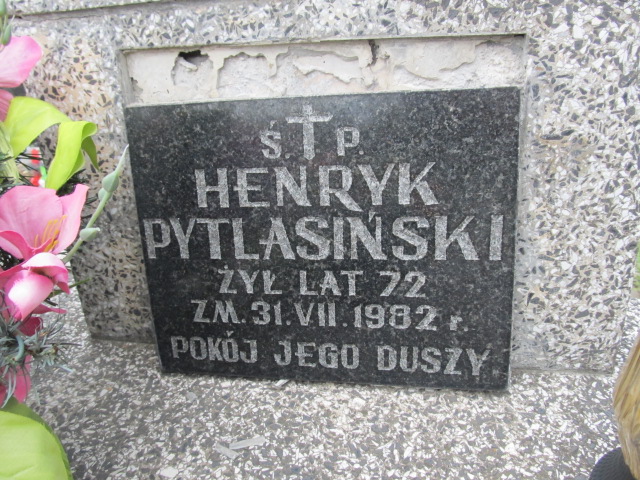 Ś. P.
HENRYK
PYTLASIŃSKI
ŻYŁ LAT 72
ZM. 31.VII.1982 r.
POKÓJ JEGO DUSZY